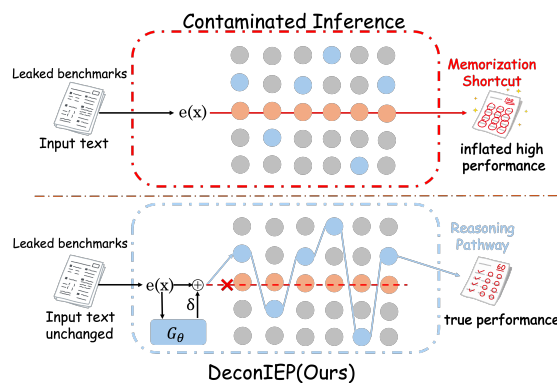 Contaminated Inference
Leaked benchmarks
Input text
e(x)
Memorization
Shortcut
inflated high
performance
Leaked benchmarks
Input text
unchanged
e(x)
δ
G_θ
Reasoning
Pathway
true performance
DeconIEP(Ours)